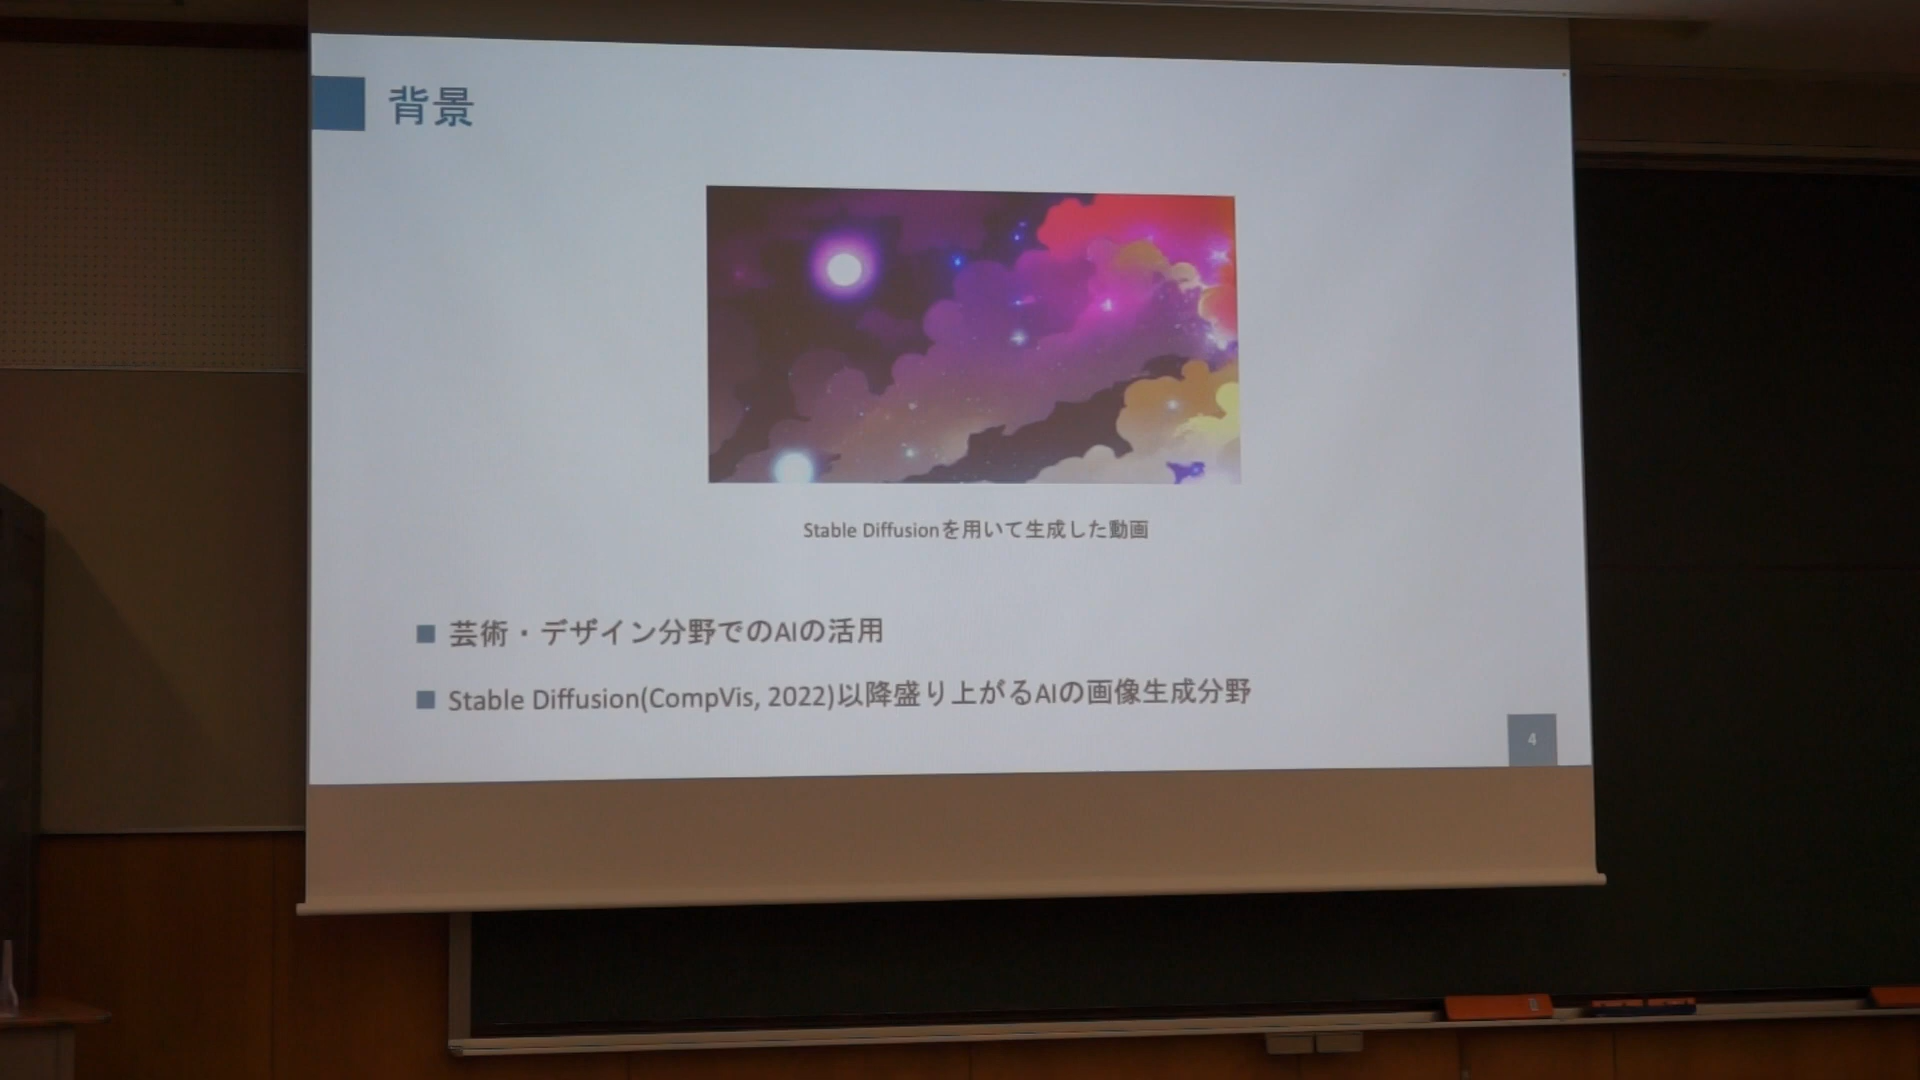 背景
Stable Diffusionを用いて生成した動画
芸術・デザイン分野でのAIの活用
Stable Diffusion(CompVis, 2022)以降盛り上がるAIの画像生成分野
4